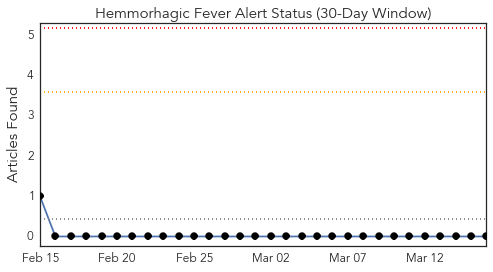 Hemmorhagic Fever Alert Status (30-Day Window)
Articles Found
5
4
3
2
1
0
Feb 15 Feb 20 Feb 25 Mar 02 Mar 07 Mar 12